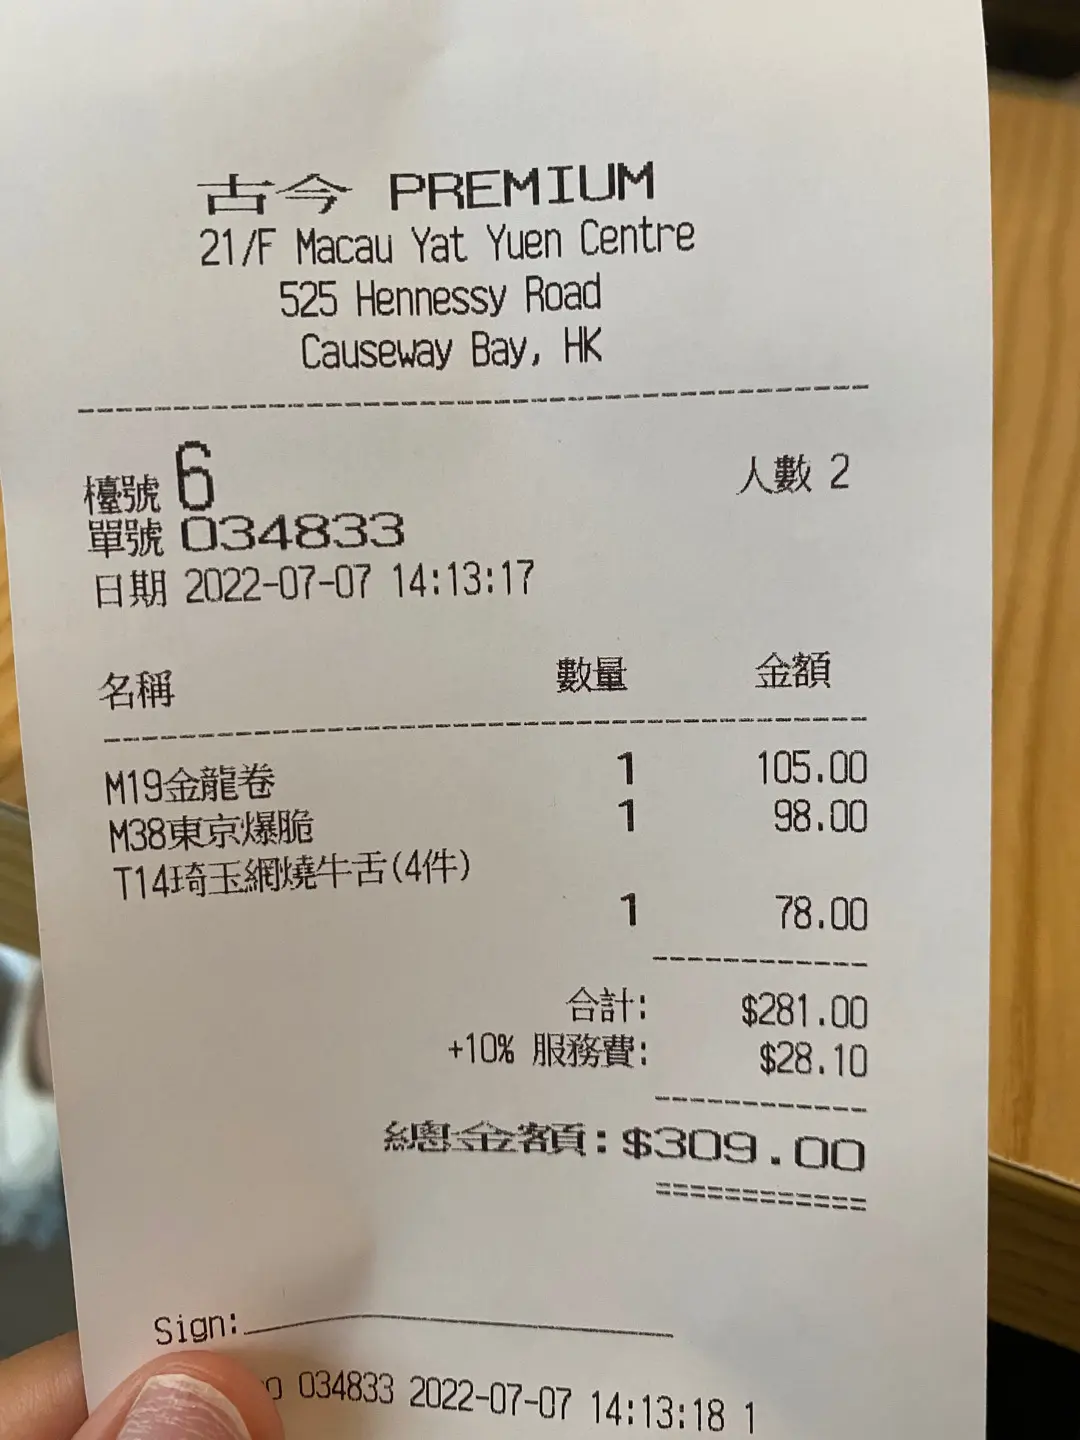 古今 PREMIUM
21/F Macau Yat Yuen Centre
525 Hennessy Road
Causeway Bay, HK
檯號 6 人數 2
單號 034833
日期 2022-07-07 14:13:17
名稱 數量 金額
M19金龍卷 1 105.00
M38東京爆脆 1 98.00
T14琦玉網燒牛舌(4件)
1 78.00
合計: $281.00
+10% 服務費: $28.10
總金額: $309.00
Sign:
034833 2022-07-07 14:13:18 1